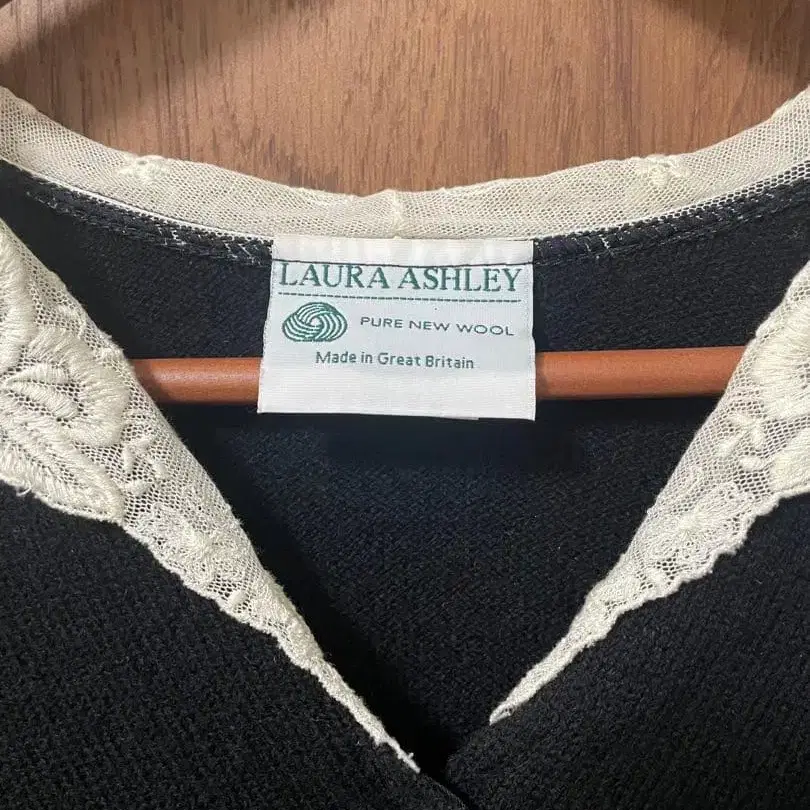 LAURA ASHLEY
PURE NEW WOOL
Made in Great Britain